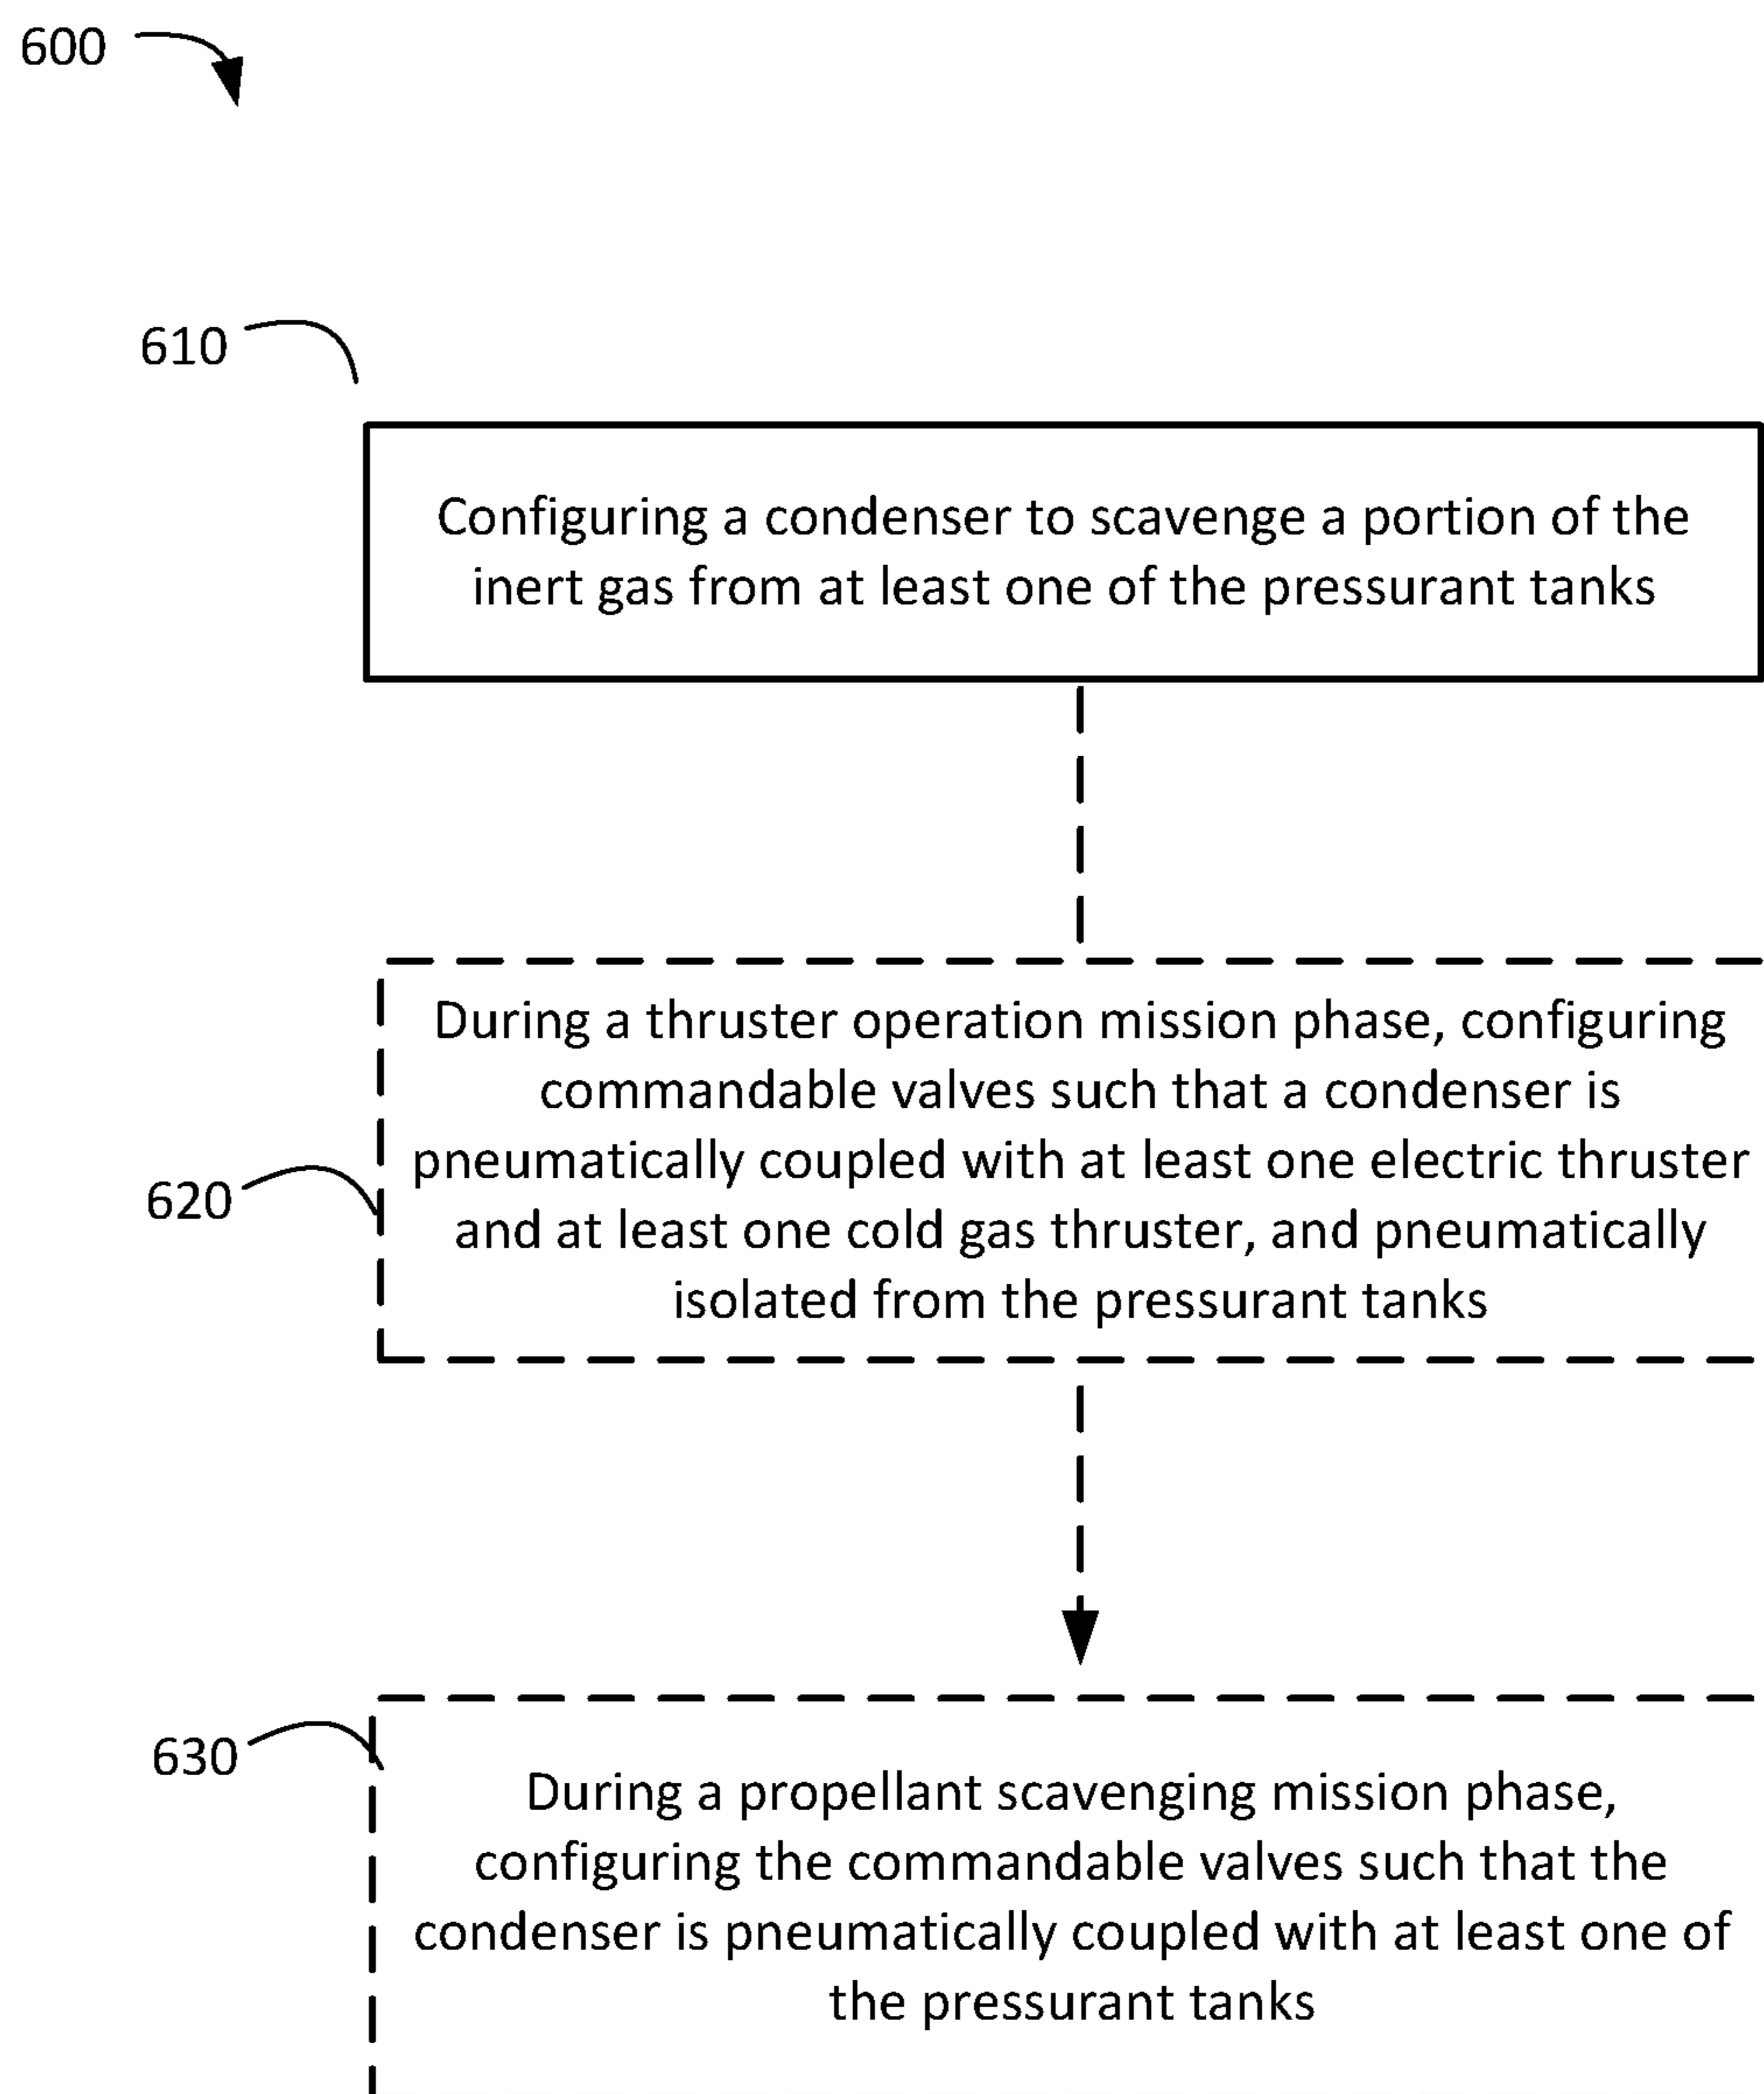 600
610
Configuring a condenser to scavenge a portion of the
inert gas from at least one of the pressurant tanks
During a thruster operation mission phase, configuring
commandable valves such that a condenser is
pneumatically coupled with at least one electric thruster
620
and at least one cold gas thruster, and pneumatically
isolated from the pressurant tanks
630
During a propellant scavenging mission phase,
configuring the commandable valves such that the
condenser is pneumatically coupled with at least one of
the pressurant tanks